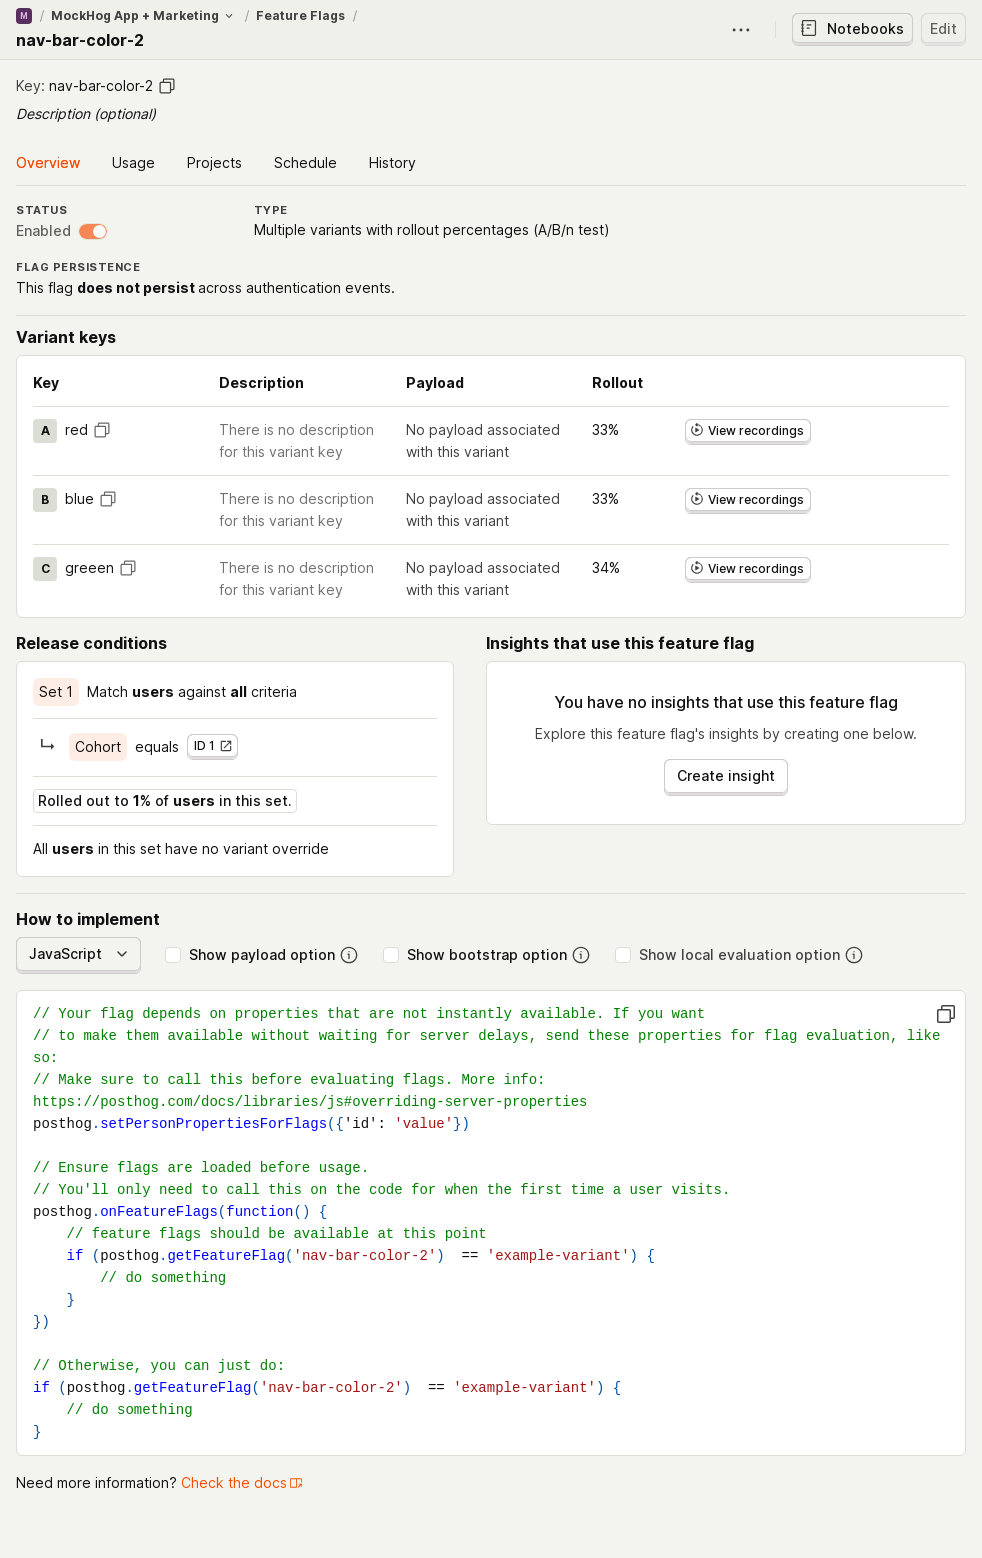 M / MockHog App + Marketing / Feature Flags /
nav-bar-color-2
Notebooks
Edit
Key: nav-bar-color-2
Description (optional)
Overview Usage Projects Schedule History
STATUS TYPE
Enabled Multiple variants with rollout percentages (A/B/n test)
FLAG PERSISTENCE
This flag does not persist across authentication events.
Variant keys
Key Description Payload Rollout
A red There is no description No payload associated 33% View recordings
for this variant key with this variant
B blue There is no description No payload associated 33% View recordings
for this variant key with this variant
C greeen There is no description No payload associated 34% View recordings
for this variant key with this variant
Release conditions
Set 1 Match users against all criteria
Cohort equals ID 1
Rolled out to 1% of users in this set.
All users in this set have no variant override
Insights that use this feature flag
You have no insights that use this feature flag
Explore this feature flag's insights by creating one below.
Create insight
How to implement
JavaScript Show payload option Show bootstrap option Show local evaluation option
// Your flag depends on properties that are not instantly available. If you want
// to make them available without waiting for server delays, send these properties for flag evaluation, like
so:
// Make sure to call this before evaluating flags. More info:
https://posthog.com/docs/libraries/js#overriding-server-properties
posthog.setPersonPropertiesForFlags({'id': 'value'})
// Ensure flags are loaded before usage.
// You'll only need to call this on the code for when the first time a user visits.
posthog.onFeatureFlags(function() {
    // feature flags should be available at this point
    if (posthog.getFeatureFlag('nav-bar-color-2')  == 'example-variant') {
        // do something
    }
})
// Otherwise, you can just do:
if (posthog.getFeatureFlag('nav-bar-color-2')  == 'example-variant') {
    // do something
}
Need more information? Check the docs